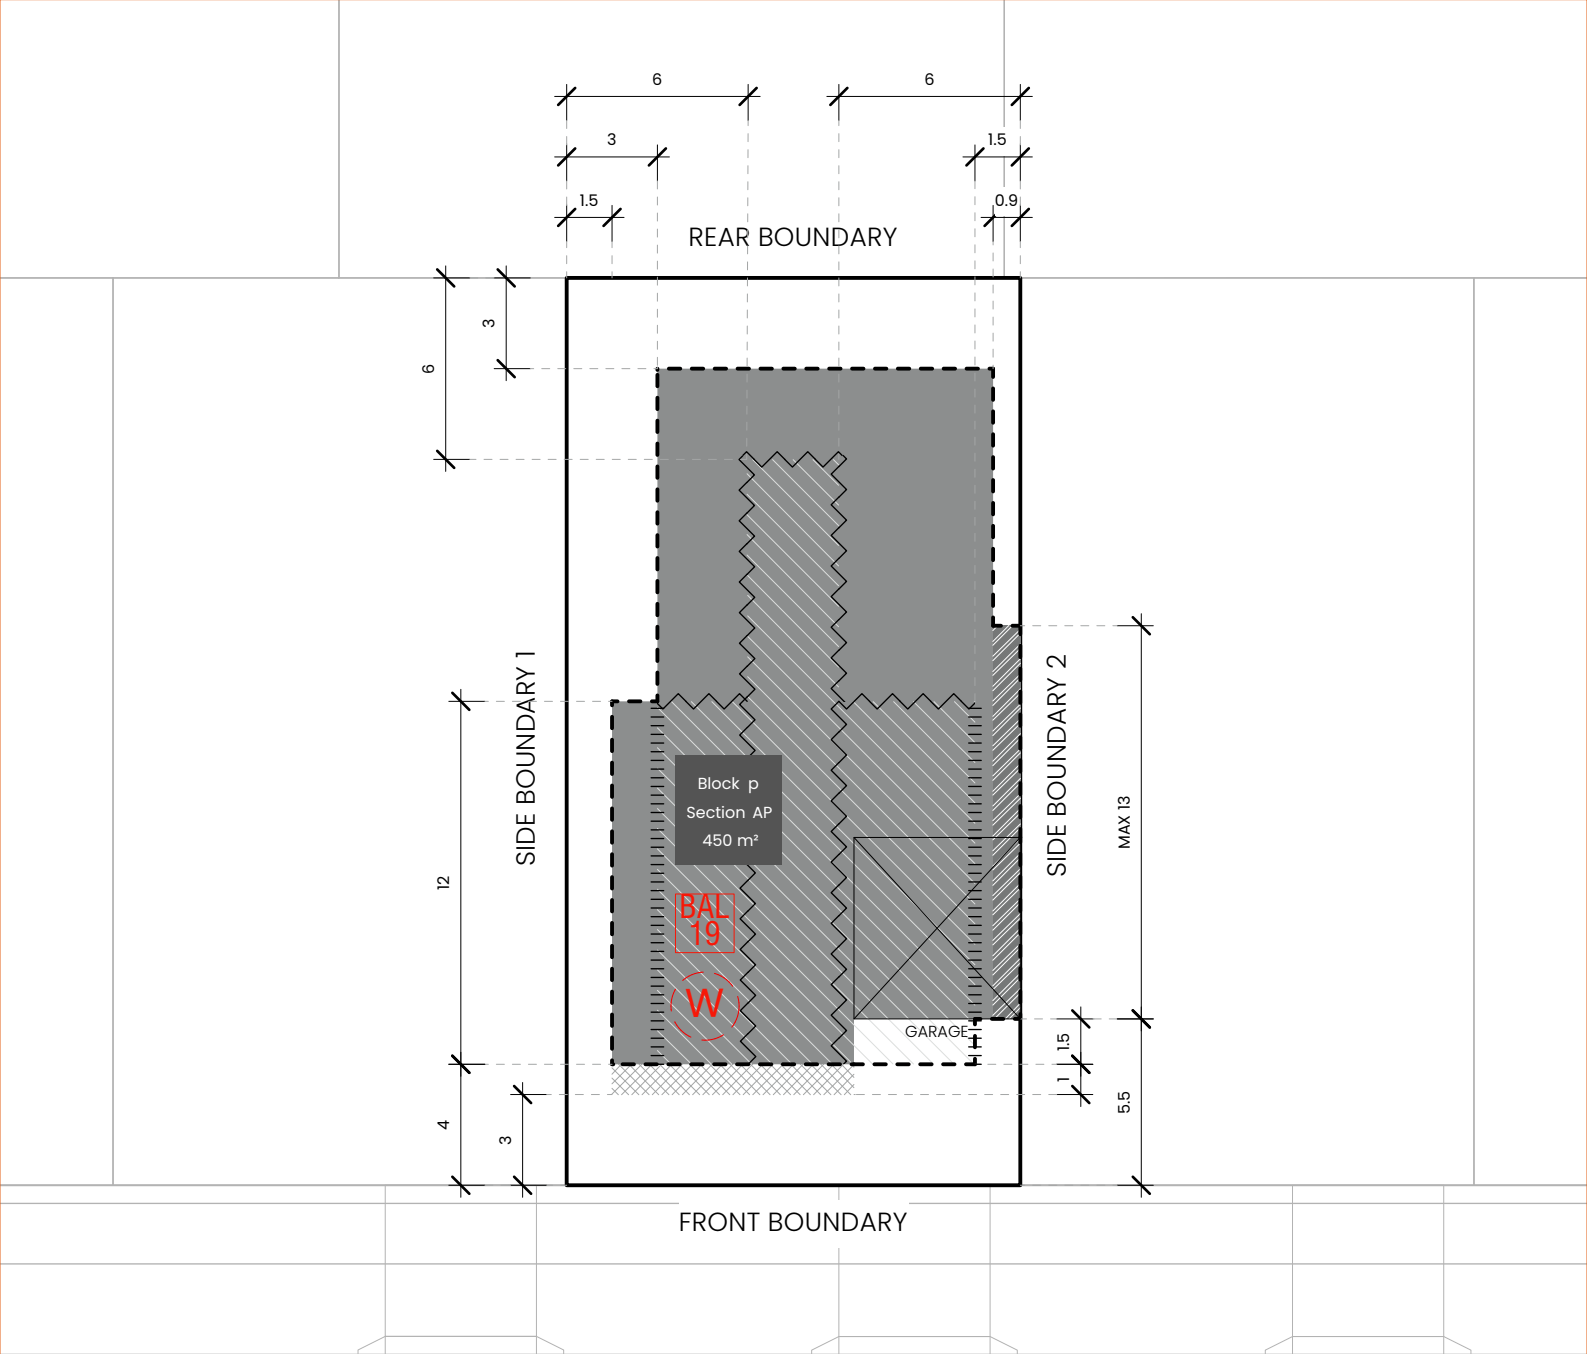 6
6
3
1.5
1.5
0.9
REAR BOUNDARY
3
6
SIDE BOUNDARY 1
SIDE BOUNDARY 2
Block p
Section AP
450 m²
MAX 13
12
BAL
19
W
GARAGE
1.5
1
5.5
4
3
FRONT BOUNDARY